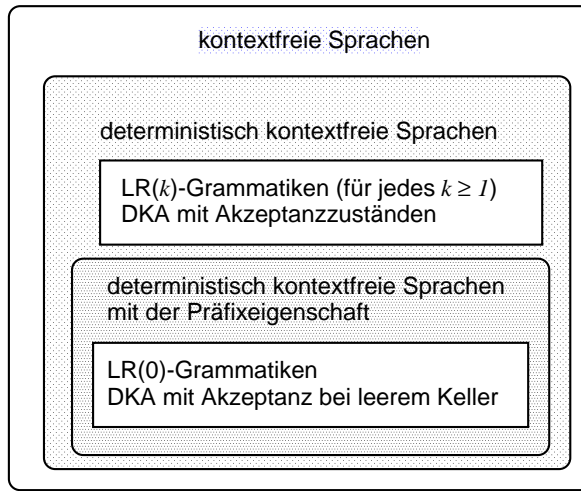 kontextfreie Sprachen
deterministisch kontextfreie Sprachen
LR(k)-Grammatiken (für jedes k ≥ 1)
DKA mit Akzeptanzzuständen
deterministisch kontextfreie Sprachen
mit der Präfixeigenschaft
LR(0)-Grammatiken
DKA mit Akzeptanz bei leerem Keller